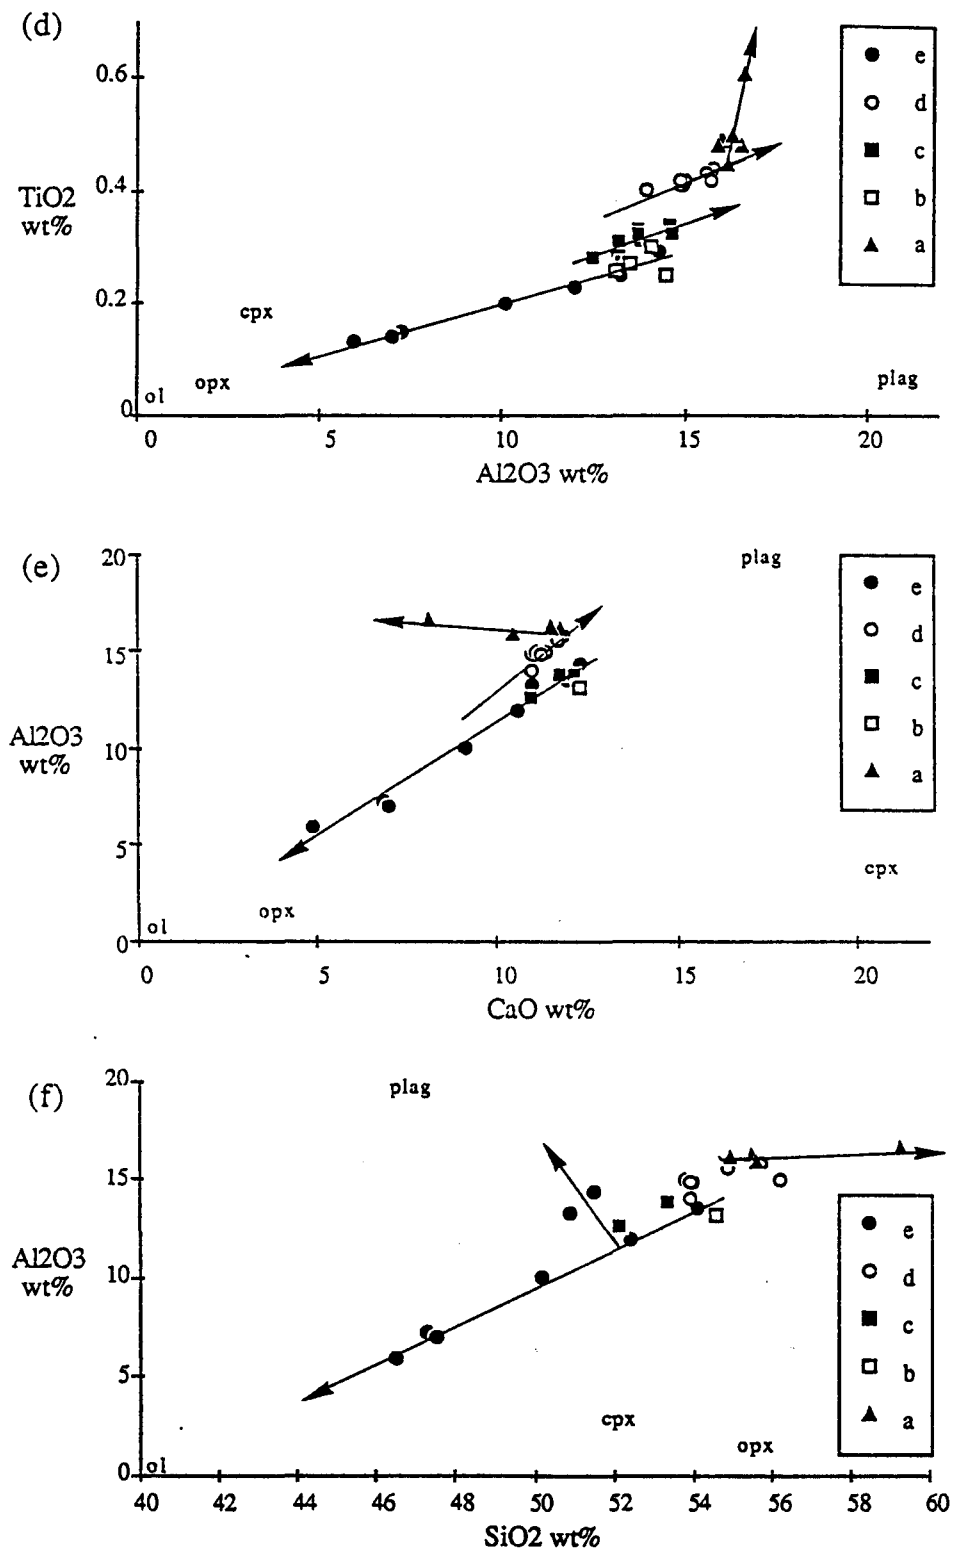 (d)
0.6
0.4
TiO2
wt%
0.2
0
cpx
opx
ol
plag
e
d
c
b
a
0 5 10 15 20
Al2O3 wt%
(e)
20
15
Al2O3
wt%
10
5
0
plag
cpx
opx
ol
e
d
c
b
a
0 5 10 15 20
CaO wt%
(f)
20
15
Al2O3
wt%
10
5
0
plag
cpx
opx
ol
e
d
c
b
a
40 42 44 46 48 50 52 54 56 58 60
SiO2 wt%